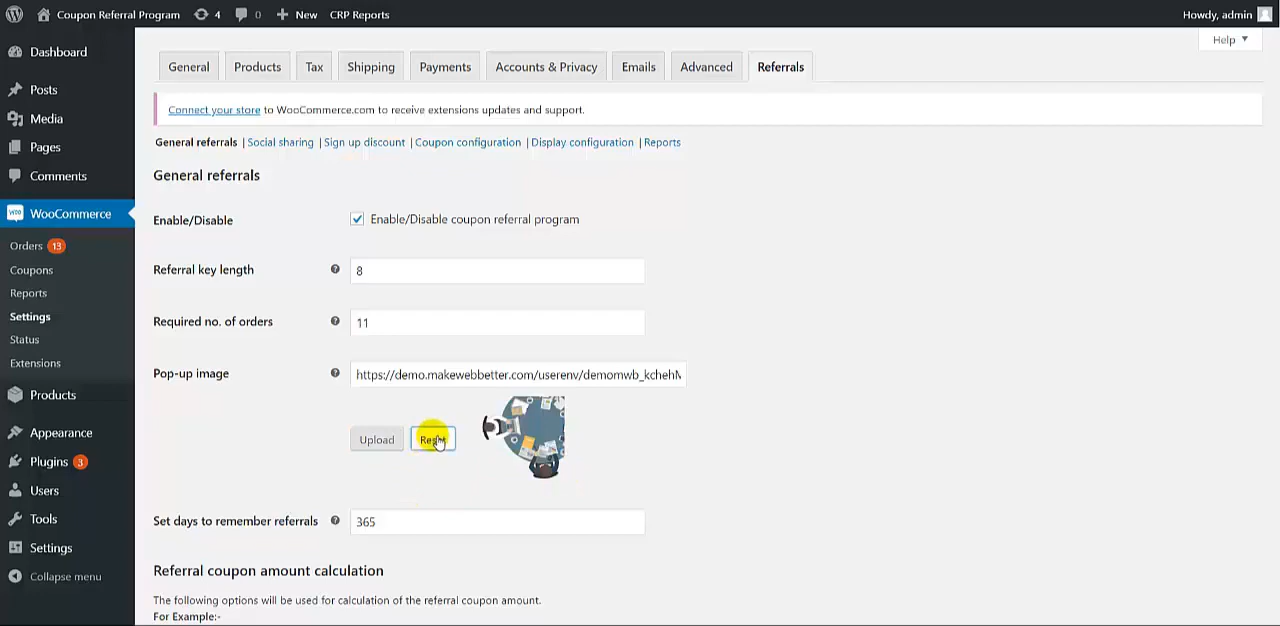 Coupon Referral Program 4 0 New CRP Reports Howdy, admin
Help
Dashboard
Posts
Media
Pages
Comments
WooCommerce
Orders 13
Coupons
Reports
Settings
Status
Extensions
Products
Appearance
Plugins 3
Users
Tools
Settings
Collapse menu
General Products Tax Shipping Payments Accounts & Privacy Emails Advanced Referrals
Connect your store to WooCommerce.com to receive extensions updates and support.
General referrals | Social sharing | Sign up discount | Coupon configuration | Display configuration | Reports
General referrals
Enable/Disable Enable/Disable coupon referral program
Referral key length 8
Required no. of orders 11
Pop-up image https://demo.makewebbetter.com/userenv/demomwb_kchehM
Upload Reset
Set days to remember referrals 365
Referral coupon amount calculation
The following options will be used for calculation of the referral coupon amount.
For Example:-